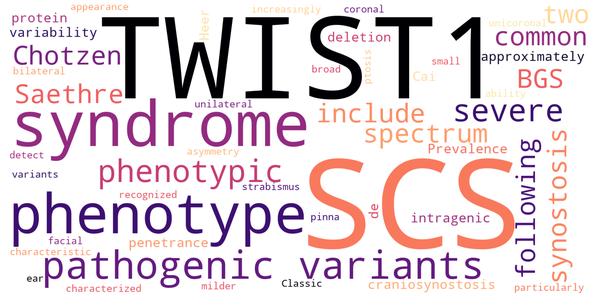 appearance
increasingly
coronal
unicoronal
two
protein
TWIST1
Heer
deletion
common
variability
Chotzen
broad
ptosis
small
approximately
bilateral
Cai
BGS
Saethre
unilateral
ability
syndrome
include
severe
spectrum
detect
asymmetry
Prevalence
following
synostosis
variants
phenotypic
SCS
strabismus
recognized
phenotype
pinna
de
intragenic
facial
penetrance
characteristic
pathogenic variants
ear
characterized
milder
Classic
craniosynostosis
particularly